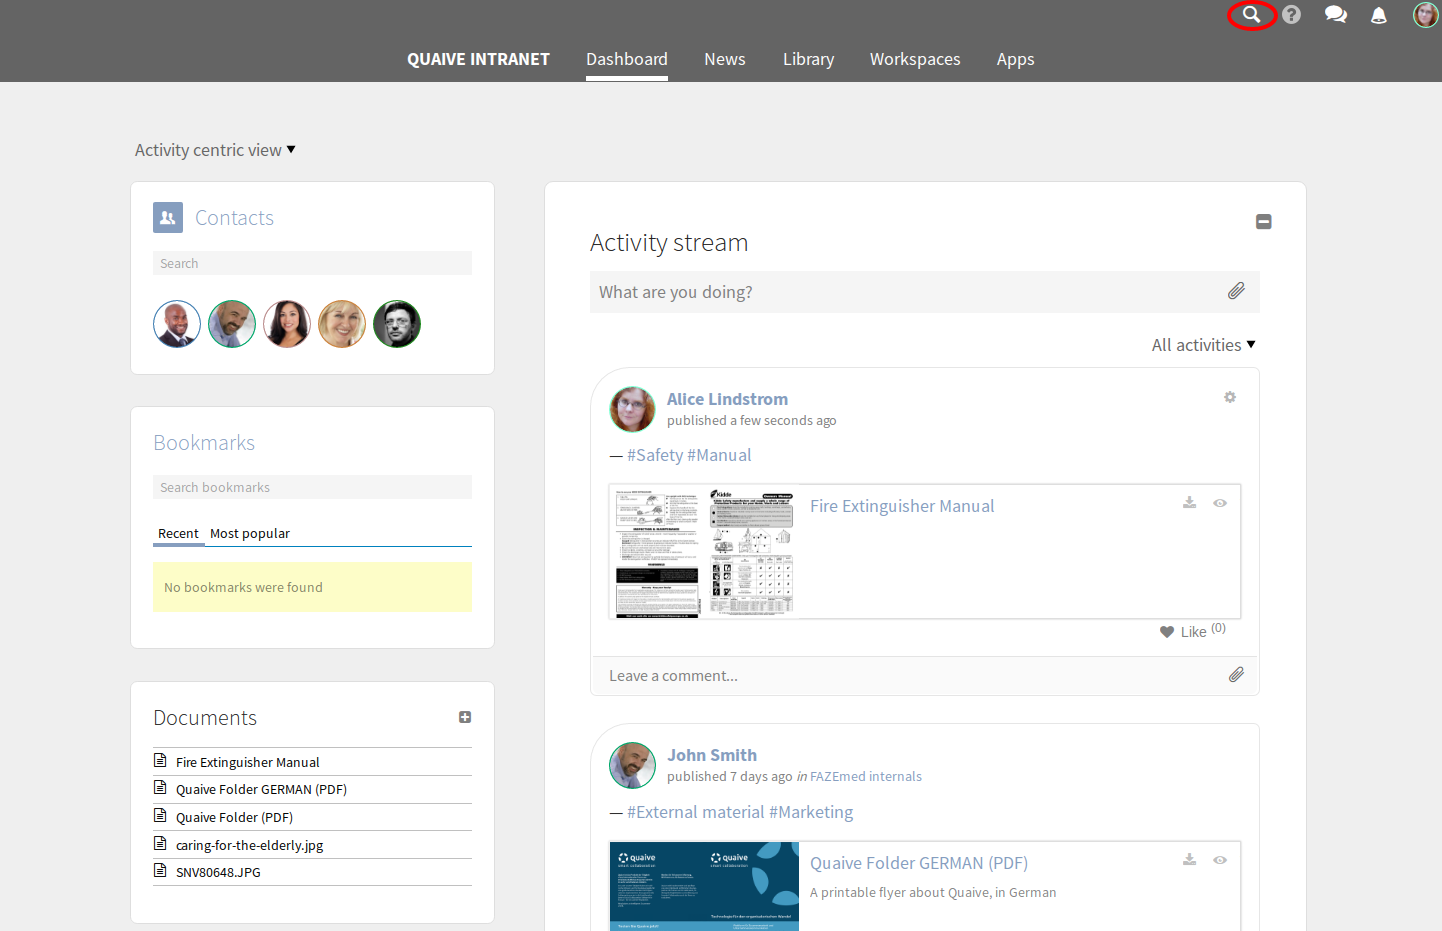 QUAIVE INTRANET Dashboard News Library Workspaces Apps
Activity centric view
Contacts
Search
Bookmarks
Search bookmarks
Recent Most popular
No bookmarks were found
Documents
Fire Extinguisher Manual
Quaive Folder GERMAN (PDF)
Quaive Folder (PDF)
caring-for-the-elderly.jpg
SNV80648.JPG
Activity stream
What are you doing?
All activities
Alice Lindstrom
published a few seconds ago
— #Safety #Manual
Kidde
Fire Extinguisher Manual
Like (0)
Leave a comment...
John Smith
published 7 days ago in FAZEmed internals
— #External material #Marketing
quaive quaive
Quaive Folder GERMAN (PDF)
A printable flyer about Quaive, in German